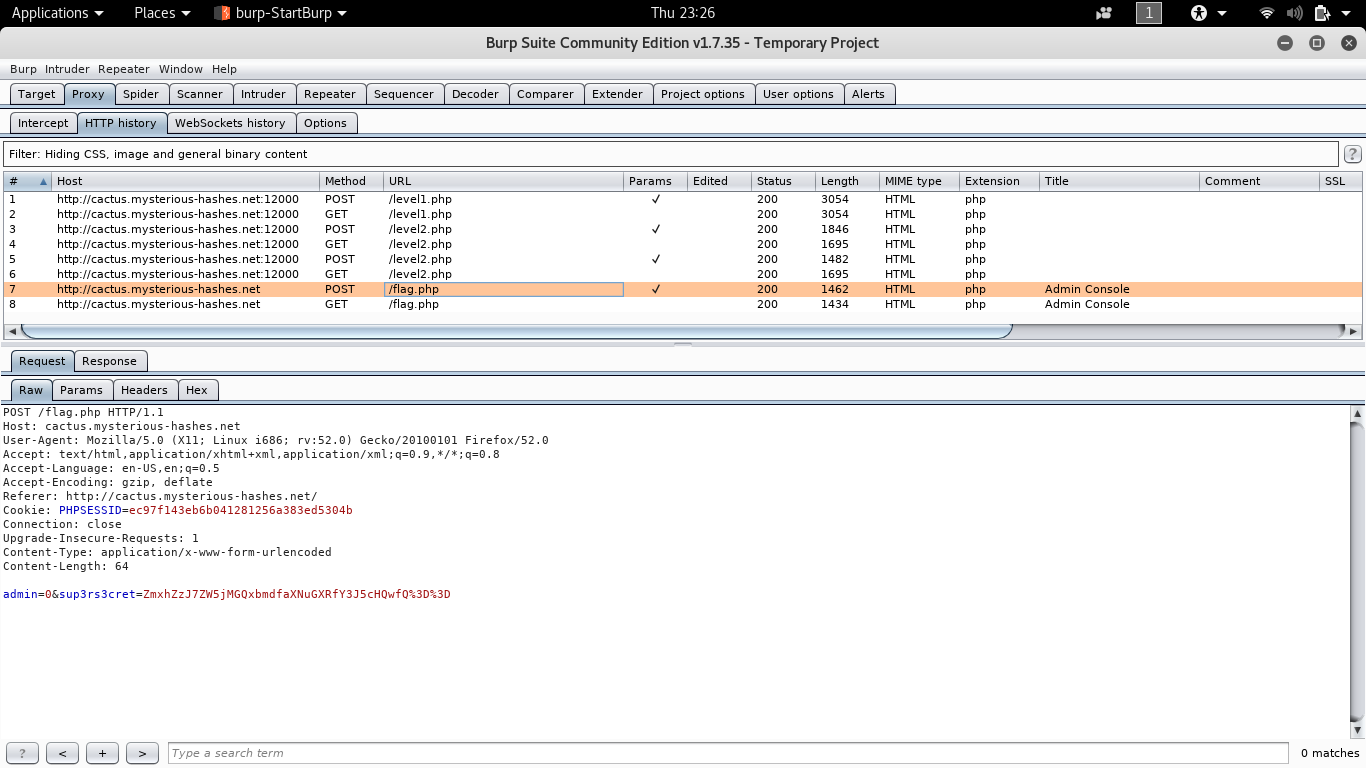 Applications Places burp-StartBurp Thu 23:26 1
Burp Suite Community Edition v1.7.35 - Temporary Project
Burp Intruder Repeater Window Help
Target Proxy Spider Scanner Intruder Repeater Sequencer Decoder Comparer Extender Project options User options Alerts
Intercept HTTP history WebSockets history Options
Filter: Hiding CSS, image and general binary content ?
# Host Method URL Params Edited Status Length MIME type Extension Title Comment SSL
1 http://cactus.mysterious-hashes.net:12000 POST /level1.php ✓ 200 3054 HTML php
2 http://cactus.mysterious-hashes.net:12000 GET /level1.php 200 3054 HTML php
3 http://cactus.mysterious-hashes.net:12000 POST /level2.php ✓ 200 1846 HTML php
4 http://cactus.mysterious-hashes.net:12000 GET /level2.php 200 1695 HTML php
5 http://cactus.mysterious-hashes.net:12000 POST /level2.php ✓ 200 1482 HTML php
6 http://cactus.mysterious-hashes.net:12000 GET /level2.php 200 1695 HTML php
7 http://cactus.mysterious-hashes.net POST /flag.php ✓ 200 1462 HTML php Admin Console
8 http://cactus.mysterious-hashes.net GET /flag.php 200 1434 HTML php Admin Console
Request Response
Raw Params Headers Hex
POST /flag.php HTTP/1.1
Host: cactus.mysterious-hashes.net
User-Agent: Mozilla/5.0 (X11; Linux i686; rv:52.0) Gecko/20100101 Firefox/52.0
Accept: text/html,application/xhtml+xml,application/xml;q=0.9,*/*;q=0.8
Accept-Language: en-US,en;q=0.5
Accept-Encoding: gzip, deflate
Referer: http://cactus.mysterious-hashes.net/
Cookie: PHPSESSID=ec97f143eb6b041281256a383ed5304b
Connection: close
Upgrade-Insecure-Requests: 1
Content-Type: application/x-www-form-urlencoded
Content-Length: 64
admin=0&sup3rs3cret=ZmxhZzJ7ZW5jMGQxbmdfaXNuGXRfY3J5cHQwfQ%3D%3D
? < + > Type a search term 0 matches